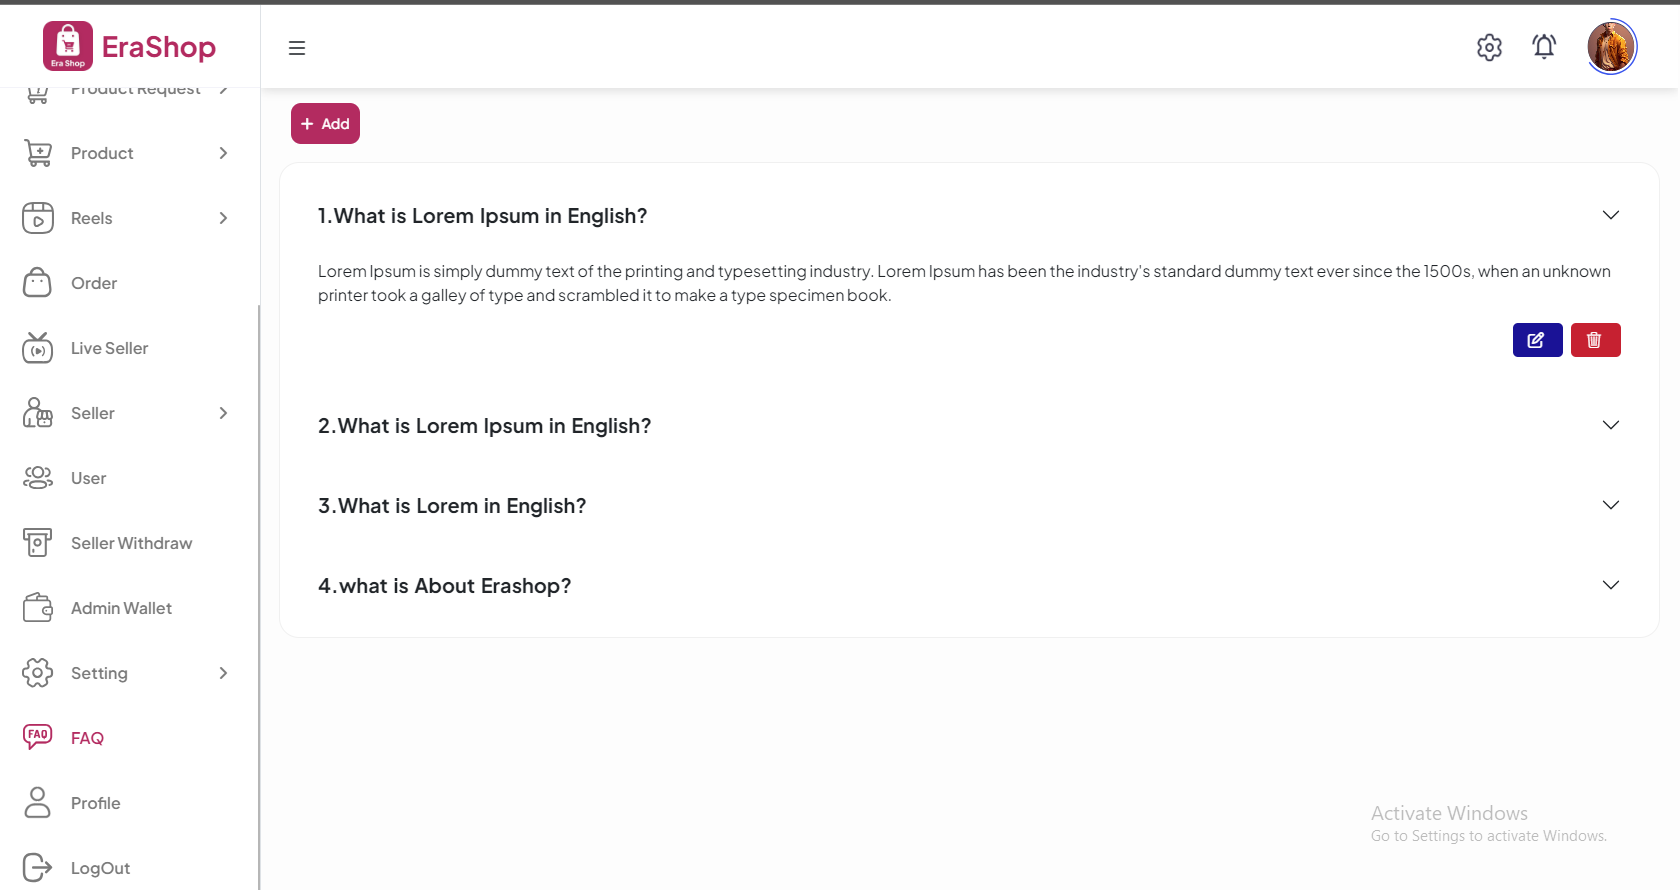 Era Shop
EraShop
Product Request
Product
Reels
Order
Live Seller
Seller
User
Seller Withdraw
Admin Wallet
Setting
FAQ
FAQ
Profile
LogOut
+ Add
1.What is Lorem Ipsum in English?
Lorem Ipsum is simply dummy text of the printing and typesetting industry. Lorem Ipsum has been the industry's standard dummy text ever since the 1500s, when an unknown
printer took a galley of type and scrambled it to make a type specimen book.
2.What is Lorem Ipsum in English?
3.What is Lorem in English?
4.what is About Erashop?
Activate Windows
Go to Settings to activate Windows.